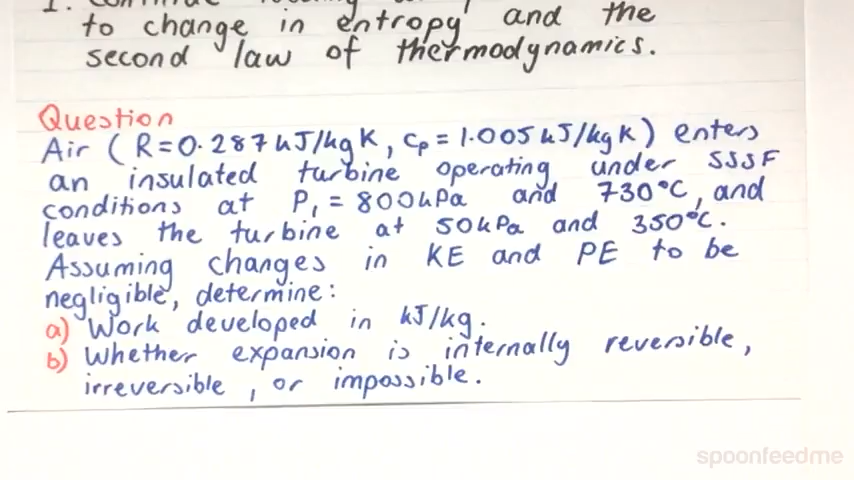 to change in entropy and the
second law of thermodynamics.
Question
Air (R=0.287 kJ/kgK, cp = 1.005 kJ/kgK) enters
an insulated turbine operating under SSSF
conditions at P1 = 800kPa and 730°C, and
leaves the turbine at 50kPa and 350°C.
Assuming changes in KE and PE to be
negligible, determine:
a) Work developed in kJ/kg.
b) Whether expansion is internally reversible,
irreversible, or impossible.
spoonfeedme